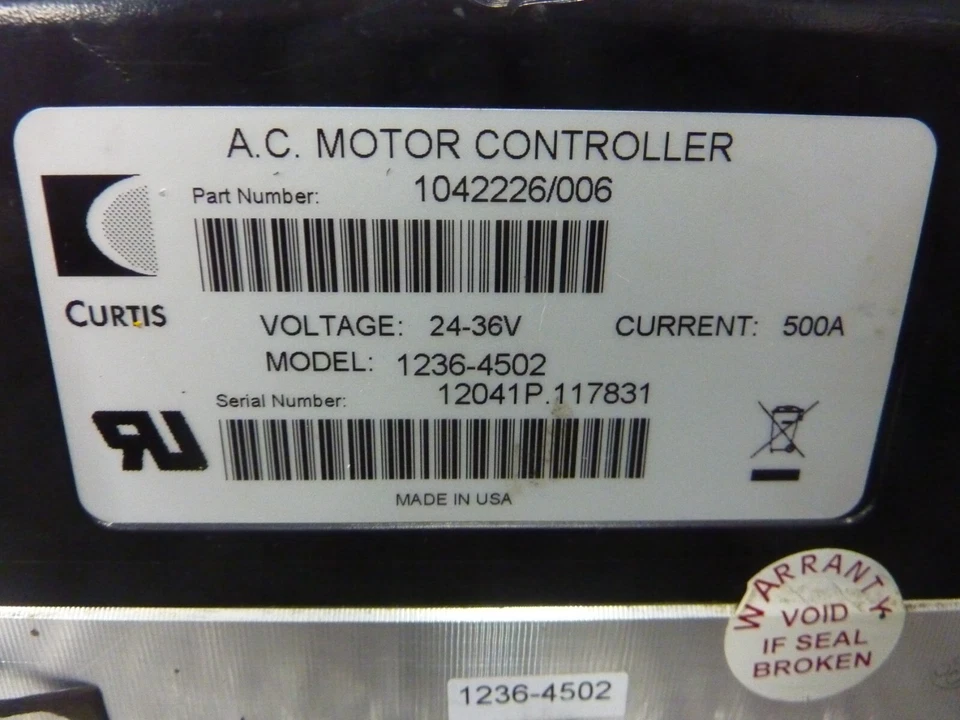 A.C. MOTOR CONTROLLER
Part Number: 1042226/006
CURTIS
VOLTAGE: 24-36V CURRENT: 500A
MODEL: 1236-4502
Serial Number: 12041P.117831
RU
MADE IN USA
WARRANTY
VOID
IF SEAL
BROKEN
1236-4502